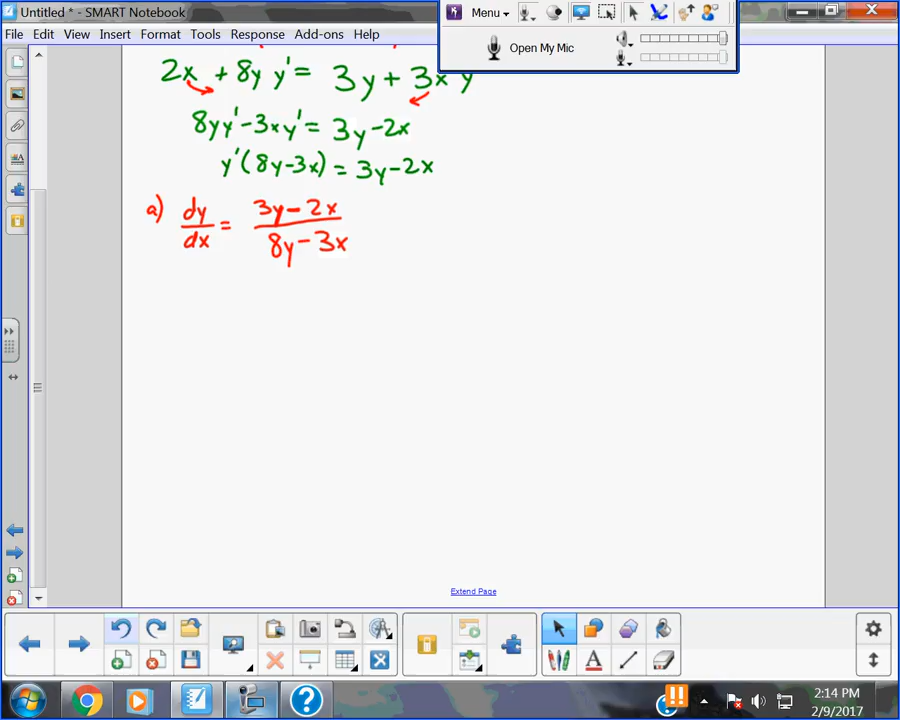 Untitled * - SMART Notebook
Menu
Open My Mic
File Edit View Insert Format Tools Response Add-ons Help
2x + 8y y' = 3y + 3x y'
8yy' - 3xy' = 3y - 2x
y'(8y-3x) = 3y - 2x
a) dy/dx = 3y - 2x / 8y - 3x
Extend Page
2:14 PM
2/9/2017